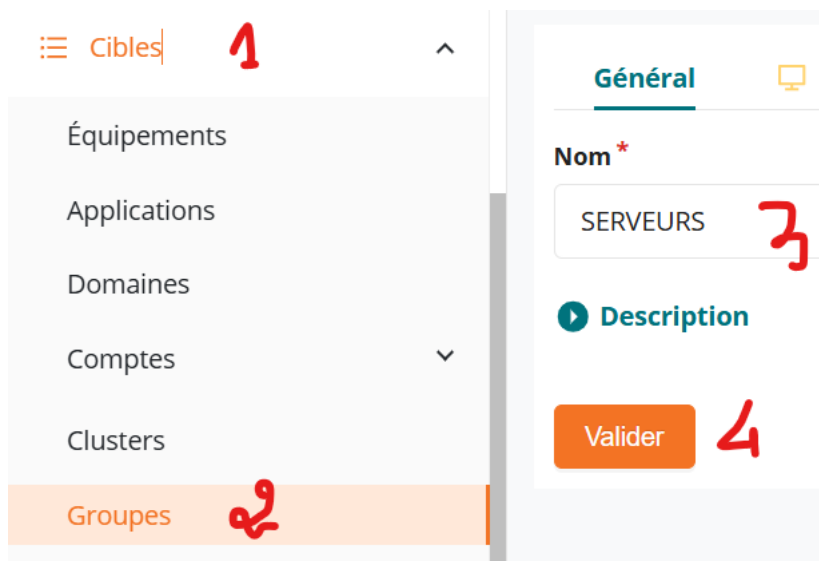 Cibles 1
Équipements
Applications
Domaines
Comptes
Clusters
Groupes 2
Général
Nom *
SERVEURS 3
Description
Valider 4